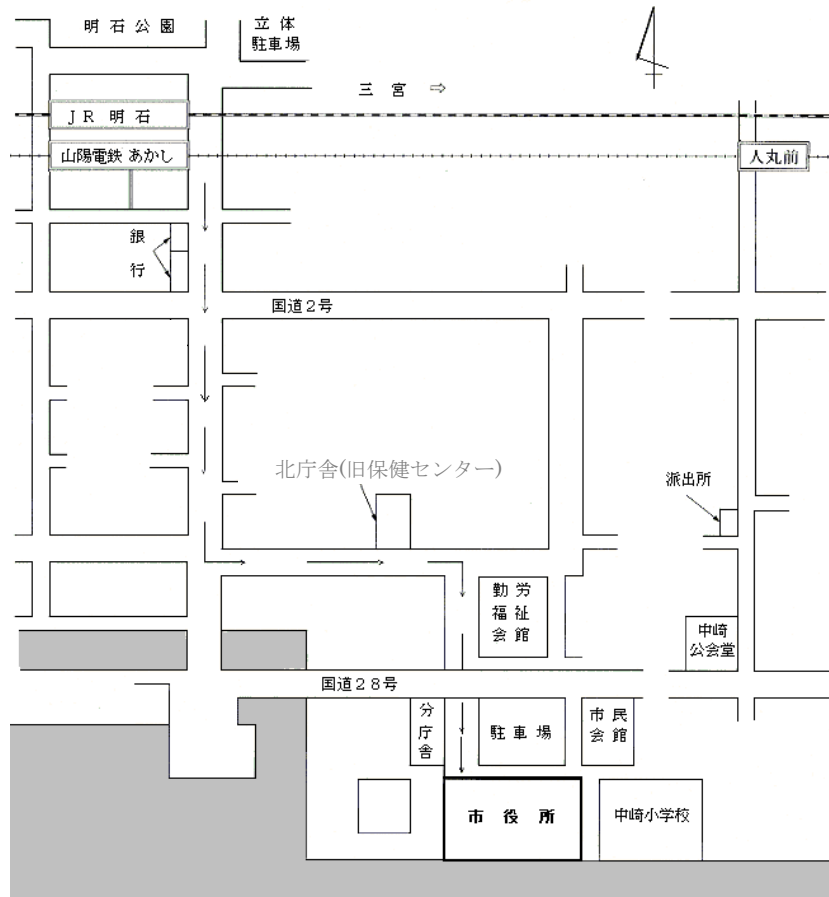 明石公園
立体
駐車場
三宮 ⇒
JR 明石
山陽電鉄 あかし
人丸前
銀
行
国道2号
北庁舎(旧保健センター)
派出所
勤労
福祉
会館
中崎
公会堂
国道28号
分
庁
舎
駐車場
市民
会館
市役所
中崎小学校